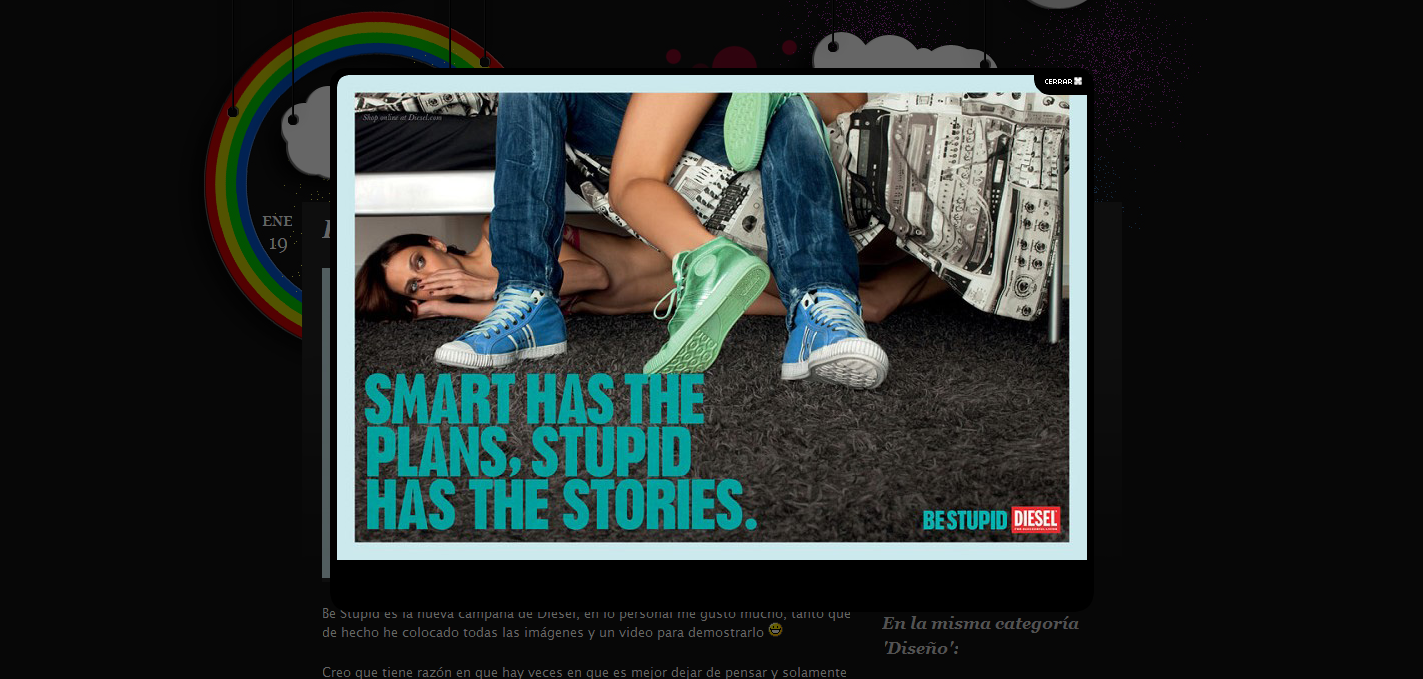 CERRAR
Shop online at Diesel.com
ENE
19
SMART HAS THE
PLANS, STUPID
HAS THE STORIES.
BE STUPID DIESEL
Be Stupid es la nueva campaña de Diesel, en lo personal me gustó mucho, tanto que
de hecho he colocado todas las imágenes y un video para demostrarlo
Creo que tiene razón en que hay veces en que es mejor dejar de pensar y solamente
En la misma categoría
'Diseño':